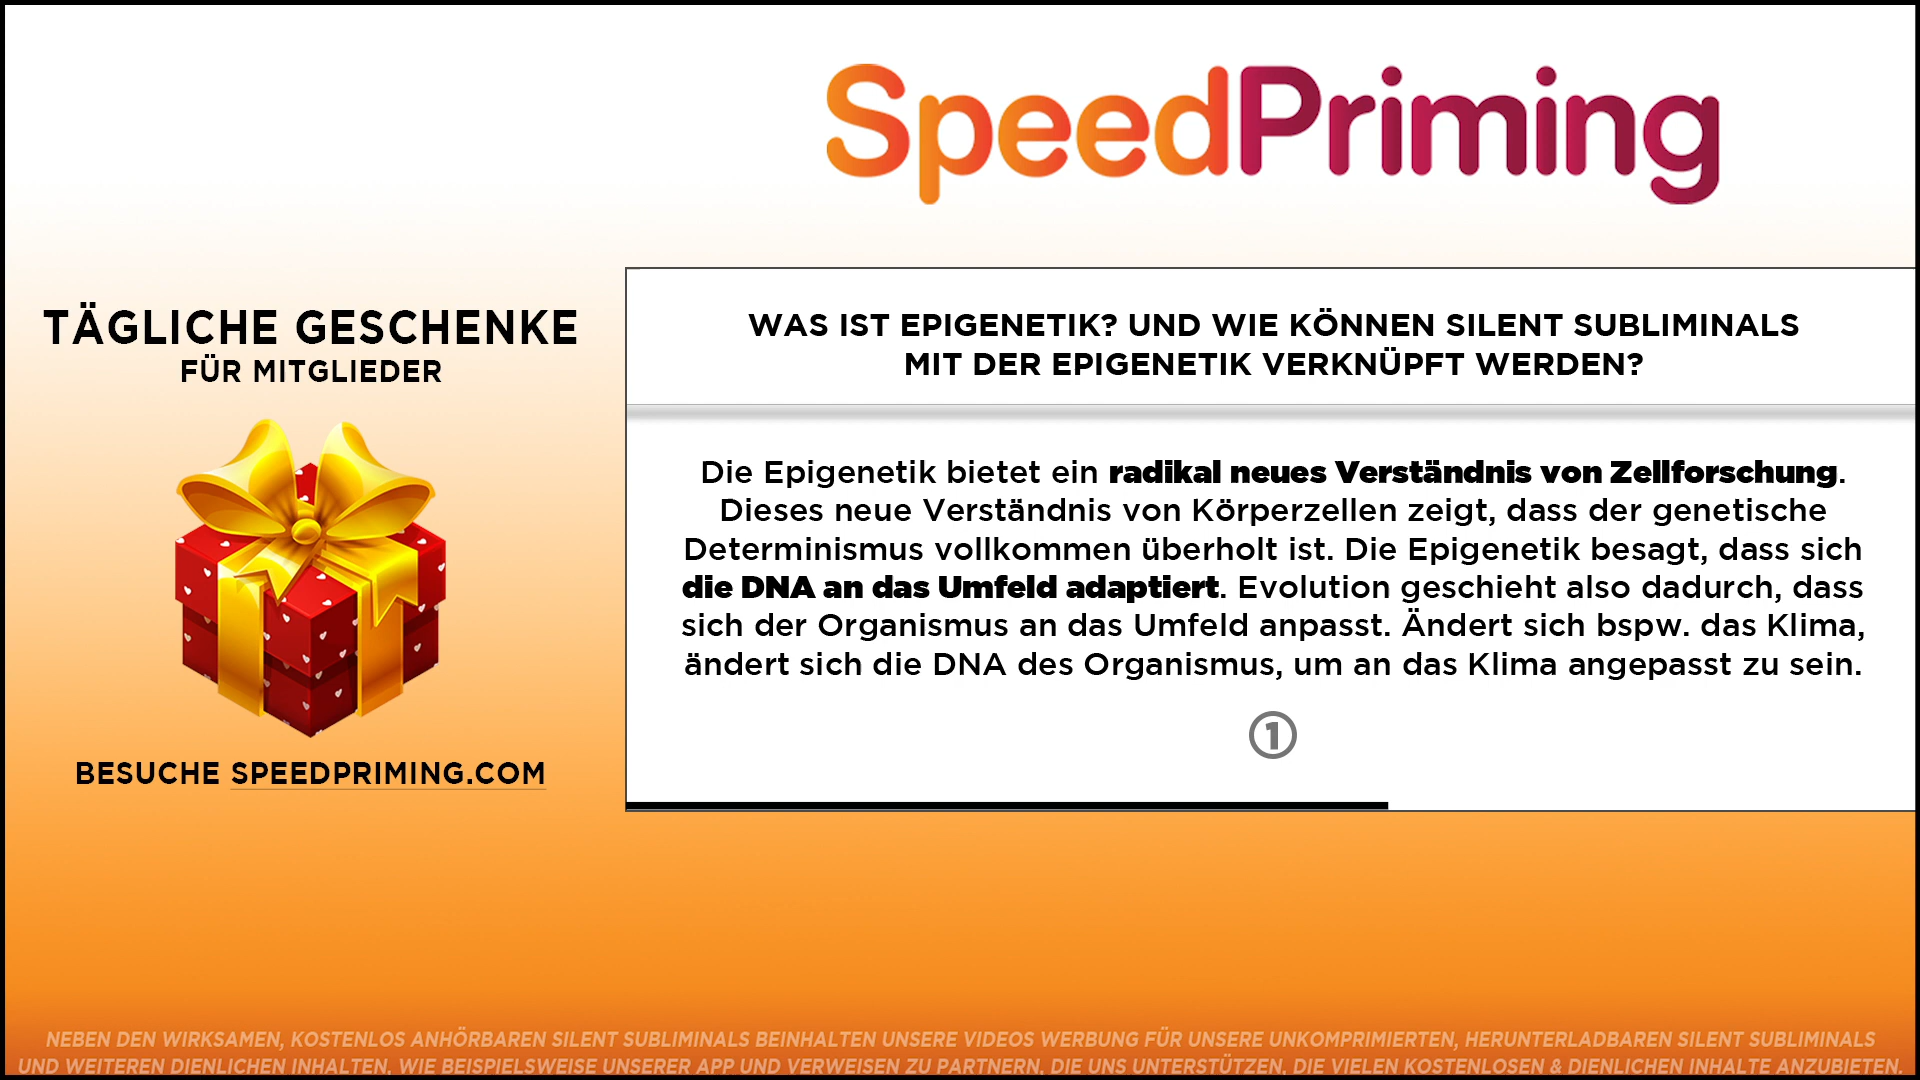 SpeedPriming
TÄGLICHE GESCHENKE
FÜR MITGLIEDER
BESUCHE SPEEDPRIMING.COM
WAS IST EPIGENETIK? UND WIE KÖNNEN SILENT SUBLIMINALS
MIT DER EPIGENETIK VERKNÜPFT WERDEN?
Die Epigenetik bietet ein radikal neues Verständnis von Zellforschung.
Dieses neue Verständnis von Körperzellen zeigt, dass der genetische
Determinismus vollkommen überholt ist. Die Epigenetik besagt, dass sich
die DNA an das Umfeld adaptiert. Evolution geschieht also dadurch, dass
sich der Organismus an das Umfeld anpasst. Ändert sich bspw. das Klima,
ändert sich die DNA des Organismus, um an das Klima angepasst zu sein.
①
NEBEN DEN WIRKSAMEN, KOSTENLOS ANHÖRBAREN SILENT SUBLIMINALS BEINHALTEN UNSERE VIDEOS WERBUNG FÜR UNSERE UNKOMPRIMIERTEN, HERUNTERLADBAREN SILENT SUBLIMINALS
UND WEITEREN DIENLICHEN INHALTEN, WIE BEISPIELSWEISE UNSERER APP UND VERWEISEN ZU PARTNERN, DIE UNS UNTERSTÜTZEN, DIE VIELEN KOSTENLOSEN & DIENLICHEN INHALTE ANZUBIETEN.